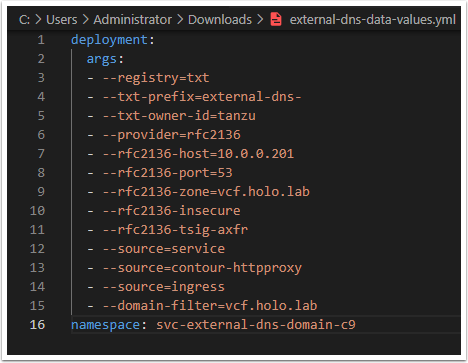 C: > Users > Administrator > Downloads > external-dns-data-values.yml
1 deployment:
2   args:
3   - --registry=txt
4   - --txt-prefix=external-dns-
5   - --txt-owner-id=tanzu
6   - --provider=rfc2136
7   - --rfc2136-host=10.0.0.201
8   - --rfc2136-port=53
9   - --rfc2136-zone=vcf.holo.lab
10   - --rfc2136-insecure
11   - --rfc2136-tsig-axfr
12   - --source=service
13   - --source=contour-httpproxy
14   - --source=ingress
15   - --domain-filter=vcf.holo.lab
16 namespace: svc-external-dns-domain-c9